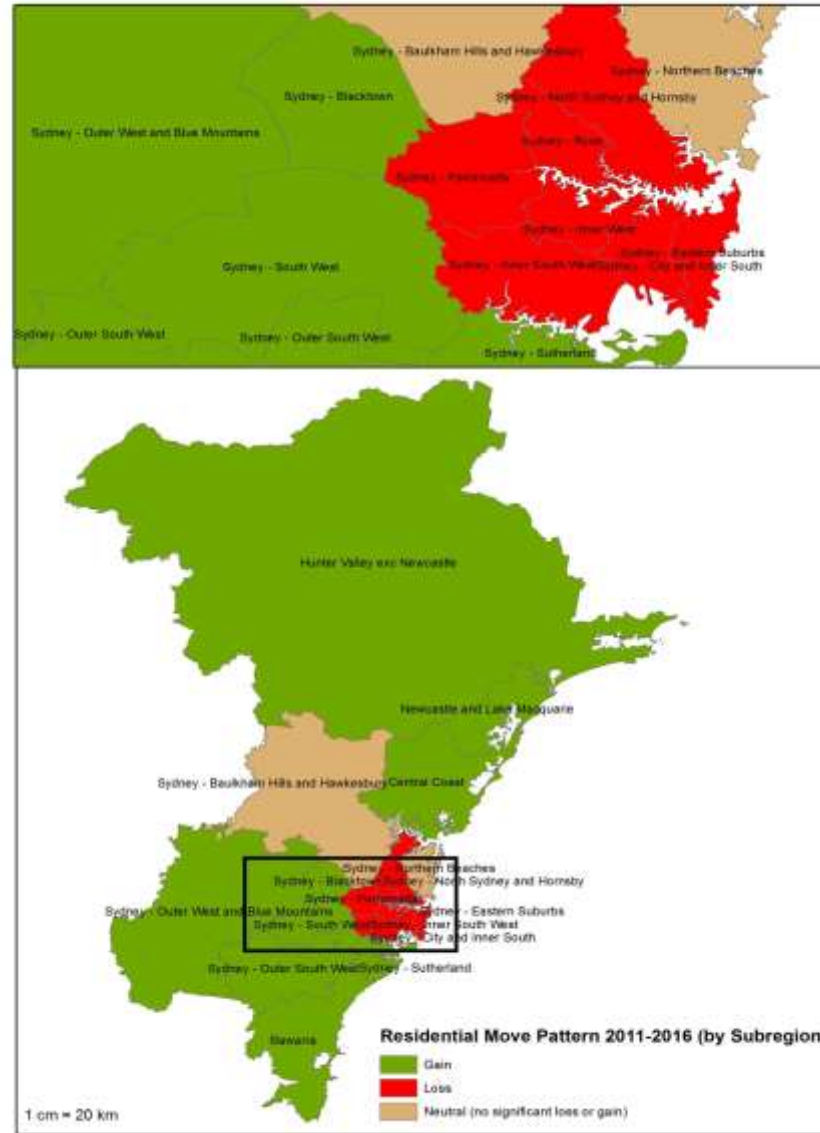 Sydney - Baulkham Hills and Hawkesbury
Sydney - Northern Beaches
Sydney - Blacktown
Sydney - North Sydney and Hornsby
Sydney - Outer West and Blue Mountains
Sydney - Ryde
Sydney - Parramatta
Sydney - Inner West
Sydney - Eastern Suburbs
Sydney - South West
Sydney - Inner South West
Sydney - City and Inner South
Sydney - Outer South West
Sydney - Outer South West
Sydney - Sutherland
Hunter Valley exc Newcastle
Newcastle and Lake Macquarie
Sydney - Baulkham Hills and Hawkesbury
Central Coast
Sydney - Northern Beaches
Sydney - Blacktown
Sydney - North Sydney and Hornsby
Sydney - Parramatta
Sydney - Outer West and Blue Mountains
Sydney - Eastern Suburbs
Sydney - South West
Sydney - Inner South West
Sydney - City and Inner South
Sydney - Outer South West
Sydney - Sutherland
Illawarra
Residential Move Pattern 2011-2016 (by Subregion
Gain
Loss
Neutral (no significant loss or gain)
1 cm = 20 km